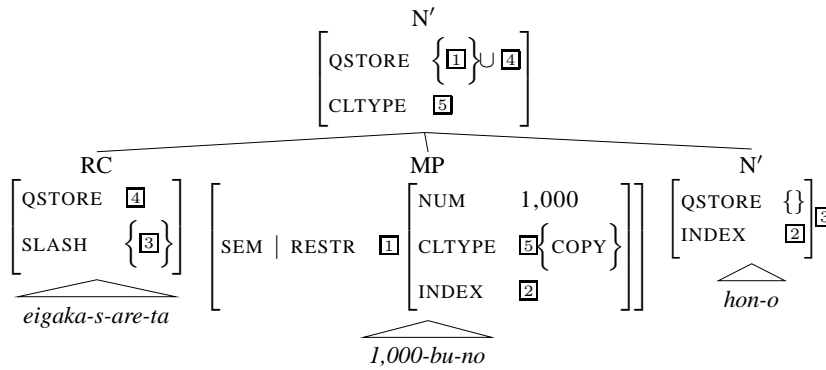 N′
[QSTORE {[1]} ∪ [4]
CLTYPE [5]]
RC MP N′
[QSTORE [4]
SLASH {[3]}]
[SEM | RESTR [1] [NUM 1,000
CLTYPE [5]{COPY}
INDEX [2]]]
[QSTORE {}
INDEX [2]] [3]
eigaka-s-are-ta
1,000-bu-no
hon-o